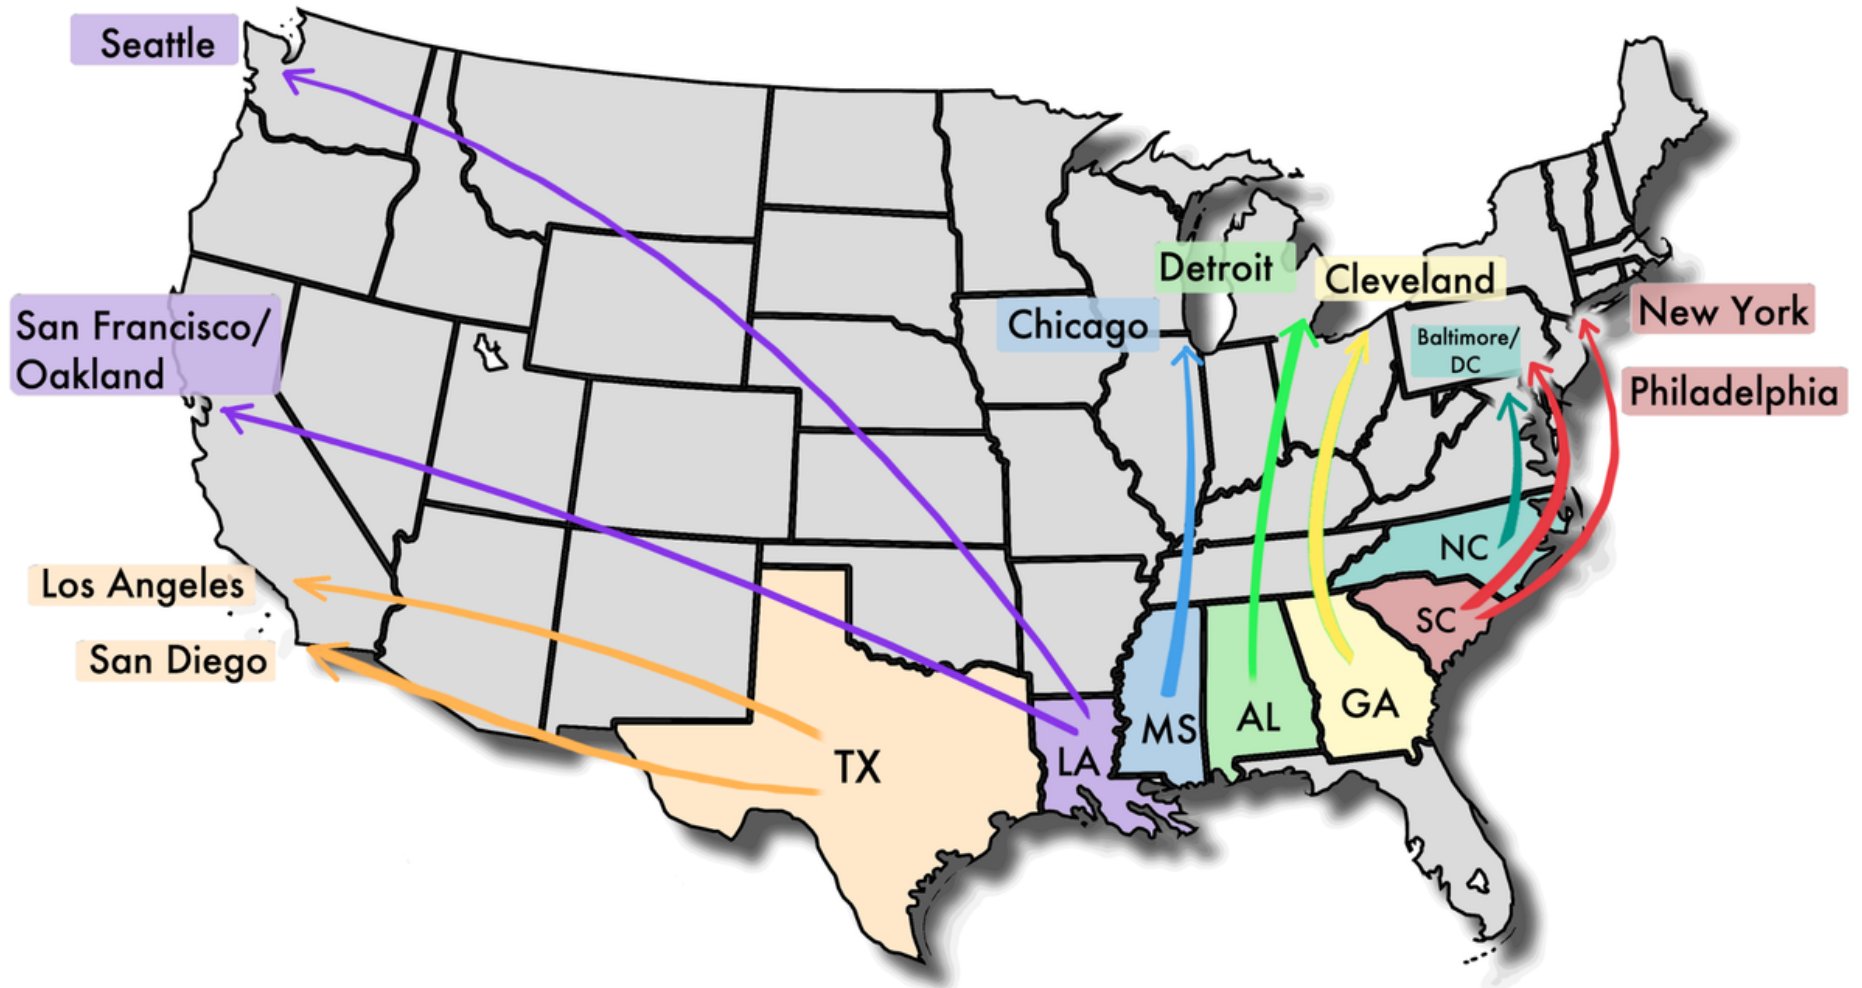 Seattle
Detroit
Cleveland
San Francisco/
Oakland
Chicago
New York
Baltimore/
DC
Philadelphia
NC
Los Angeles
SC
San Diego
MS
AL
GA
TX
LA